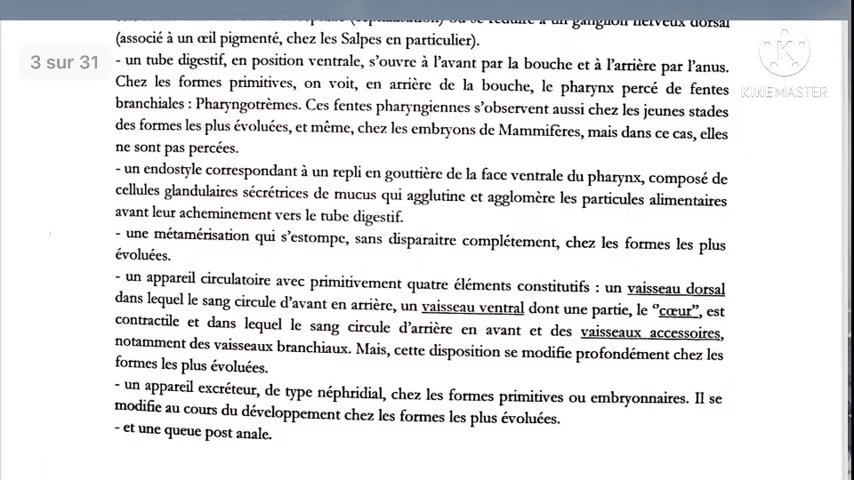 dorsal
(associé à un œil pigmenté, chez les Salpes en particulier).
3 sur 31
- un tube digestif, en position ventrale, s'ouvre à l'avant par la bouche et à l'arrière par l'anus.
KINEMASTER
Chez les formes primitives, on voit, en arrière de la bouche, le pharynx percé de fentes
branchiales : Pharyngotrèmes. Ces fentes pharyngiennes s'observent aussi chez les jeunes stades
des formes les plus évoluées, et même, chez les embryons de Mammifères, mais dans ce cas, elles
ne sont pas percées.
- un endostyle correspondant à un repli en gouttière de la face ventrale du pharynx, composé de
cellules glandulaires sécrétrices de mucus qui agglutine et agglomère les particules alimentaires
avant leur acheminement vers le tube digestif.
- une métamérisation qui s'estompe, sans disparaitre complétement, chez les formes les plus
évoluées.
- un appareil circulatoire avec primitivement quatre éléments constitutifs : un vaisseau dorsal
dans lequel le sang circule d'avant en arrière, un vaisseau ventral dont une partie, le "cœur", est
contractile et dans lequel le sang circule d'arrière en avant et des vaisseaux accessoires,
notamment des vaisseaux branchiaux. Mais, cette disposition se modifie profondément chez les
formes les plus évoluées.
- un appareil excréteur, de type néphridial, chez les formes primitives ou embryonnaires. Il se
modifie au cours du développement chez les formes les plus évoluées.
- et une queue post anale.